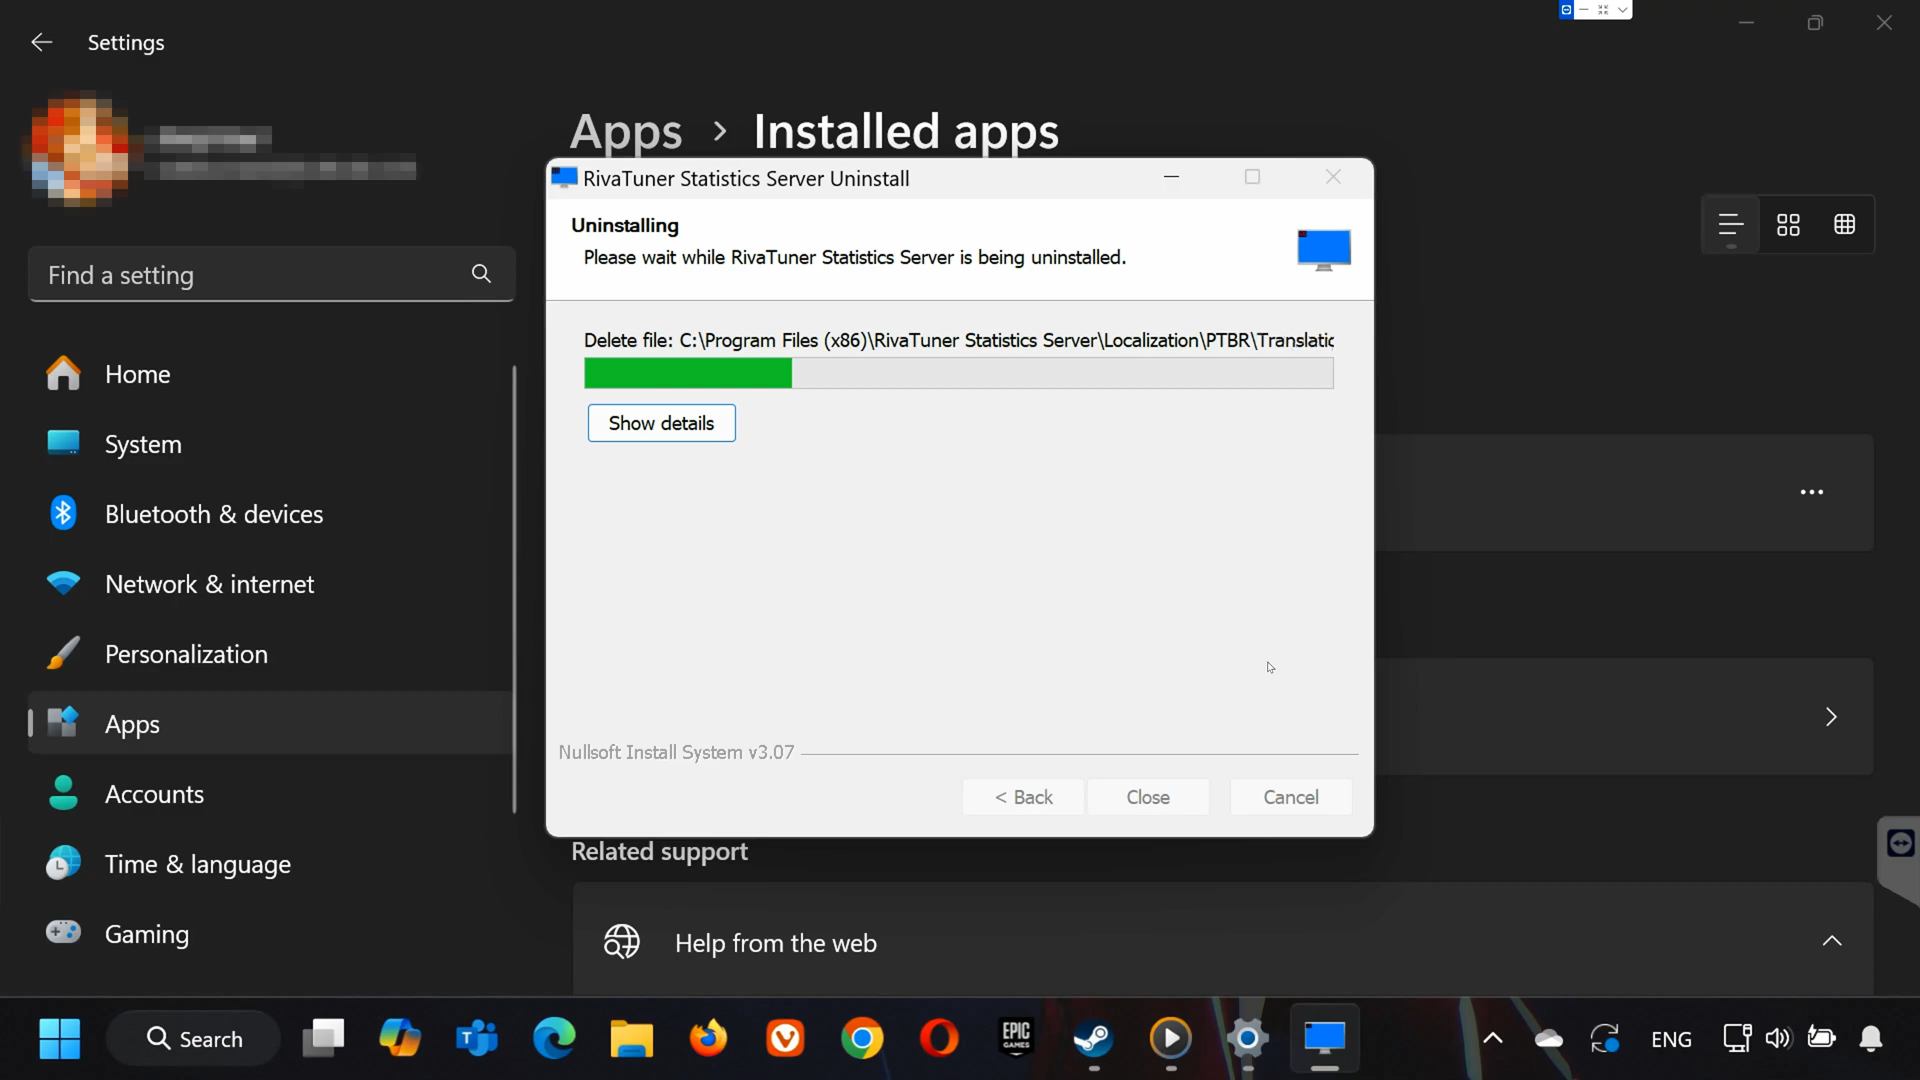 Settings
Find a setting
Home
System
Bluetooth & devices
Network & internet
Personalization
Apps
Accounts
Time & language
Gaming
Apps > Installed apps
RivaTuner Statistics Server Uninstall
Uninstalling
Please wait while RivaTuner Statistics Server is being uninstalled.
Delete file: C:\Program Files (x86)\RivaTuner Statistics Server\Localization\PTBR\Translatic
Show details
Nullsoft Install System v3.07
< Back
Close
Cancel
Related support
Help from the web
Search
EPIC
GAMES
ENG